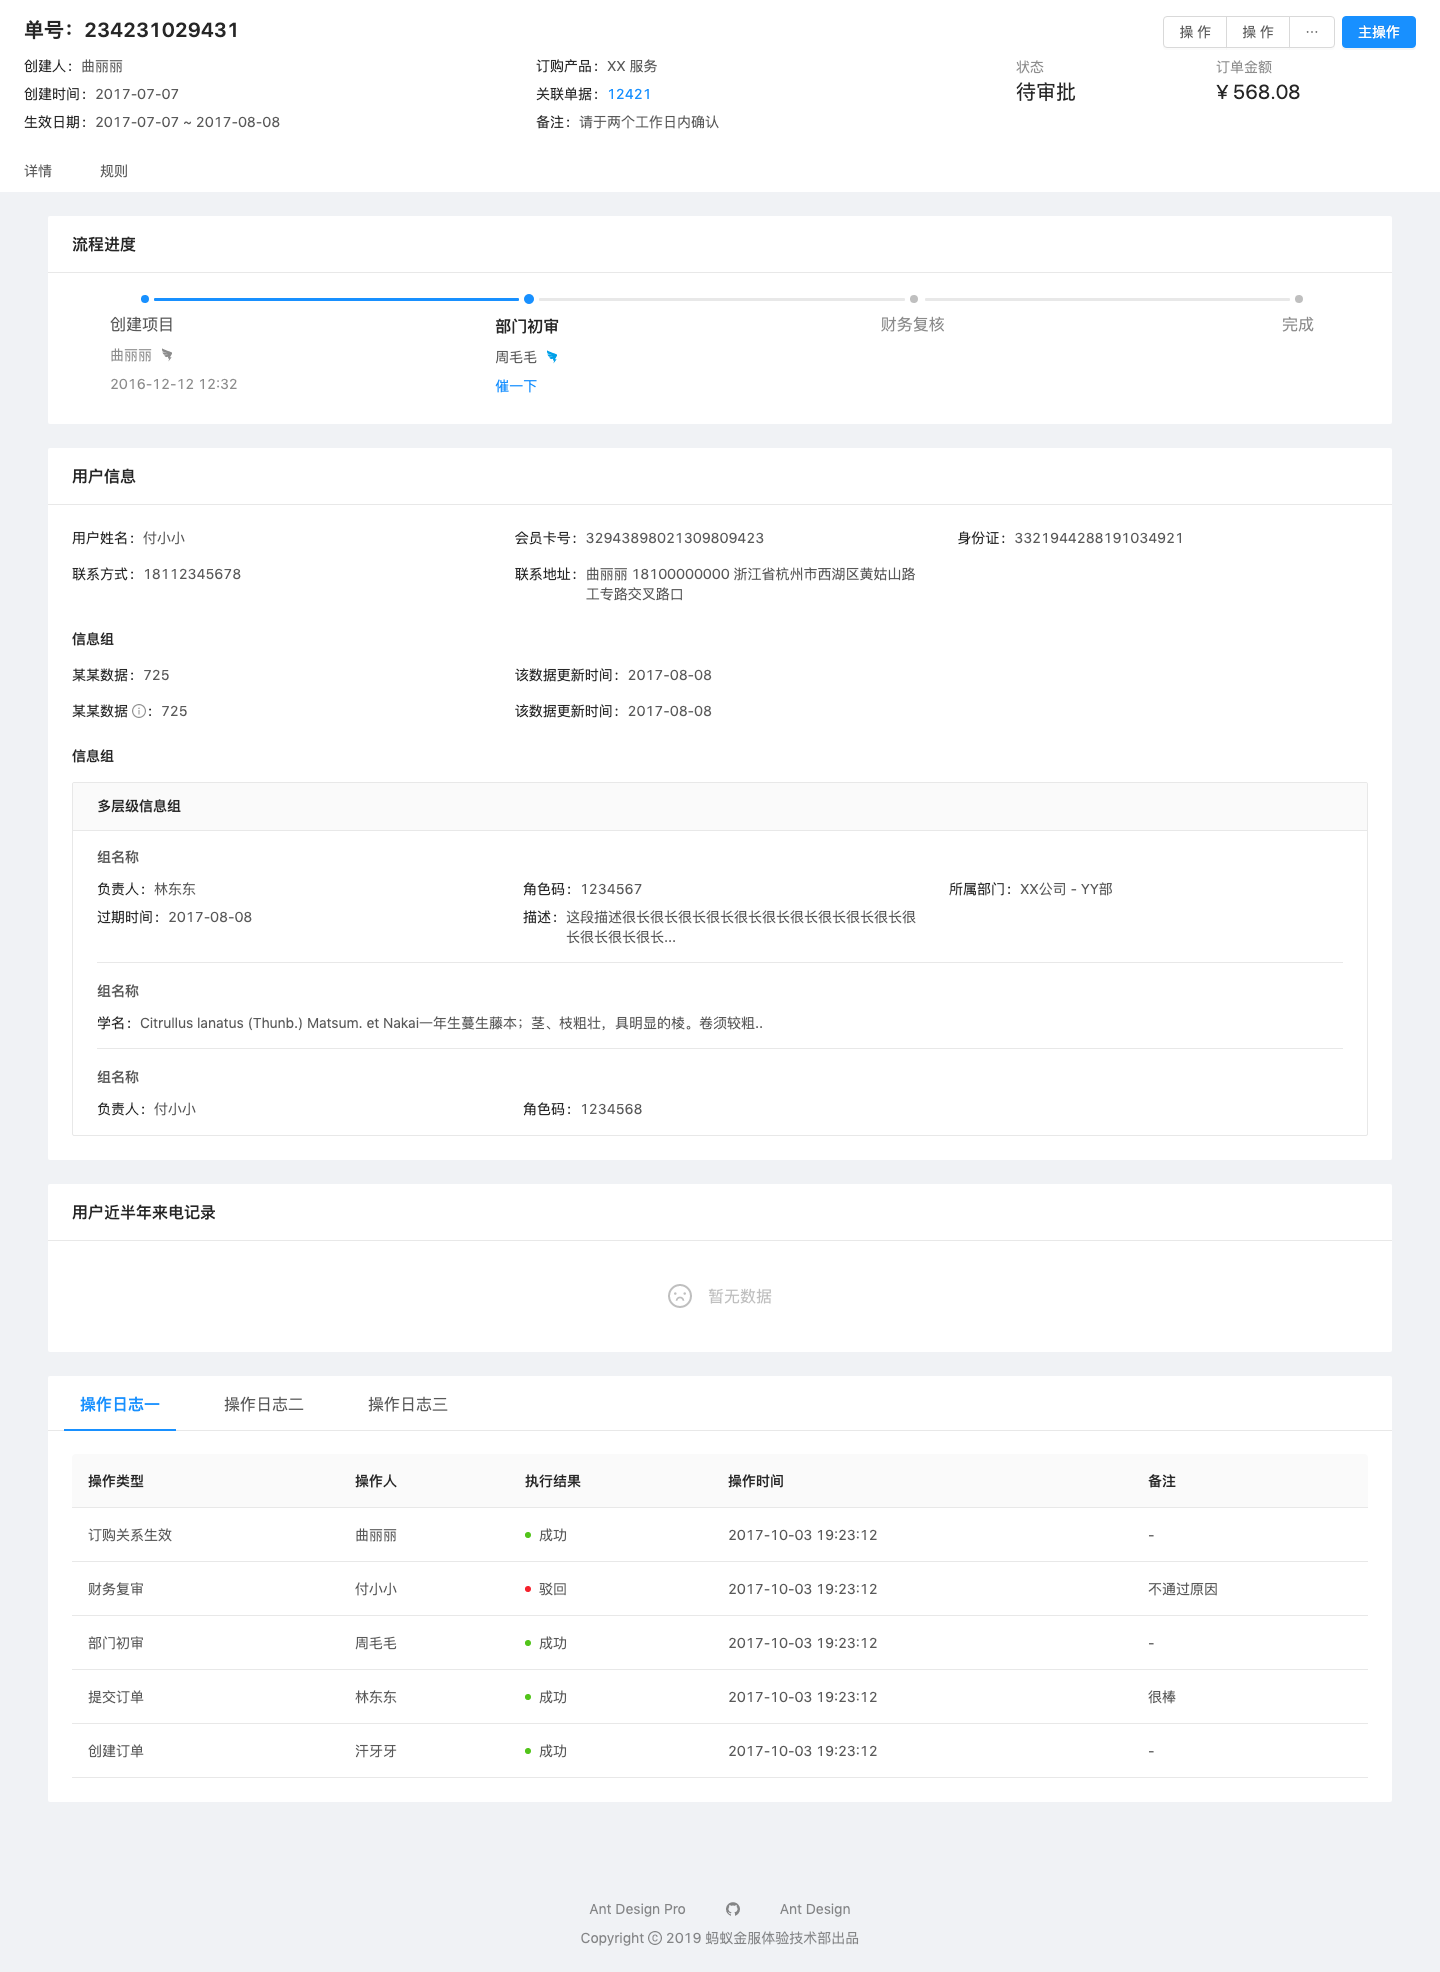 单号：234231029431
操 作 操 作 ··· 主操作
创建人：曲丽丽 订购产品：XX 服务 状态 订单金额
创建时间：2017-07-07 关联单据：12421 待审批 ¥ 568.08
生效日期：2017-07-07 ~ 2017-08-08 备注：请于两个工作日内确认
详情 规则
流程进度
创建项目 部门初审 财务复核 完成
曲丽丽 周毛毛
2016-12-12 12:32 催一下
用户信息
用户姓名：付小小 会员卡号：32943898021309809423 身份证：3321944288191034921
联系方式：18112345678 联系地址：曲丽丽 18100000000 浙江省杭州市西湖区黄姑山路
工专路交叉路口
信息组
某某数据：725 该数据更新时间：2017-08-08
某某数据 ：725 该数据更新时间：2017-08-08
信息组
多层级信息组
组名称
负责人：林东东 角色码：1234567 所属部门：XX公司 - YY部
过期时间：2017-08-08 描述：这段描述很长很长很长很长很长很长很长很长很长很长很长
长很长很长很长...
组名称
学名：Citrullus lanatus (Thunb.) Matsum. et Nakai一年生蔓生藤本；茎、枝粗壮，具明显的棱。卷须较粗..
组名称
负责人：付小小 角色码：1234568
用户近半年来电记录
暂无数据
操作日志一 操作日志二 操作日志三
操作类型 操作人 执行结果 操作时间 备注
订购关系生效 曲丽丽 成功 2017-10-03 19:23:12 -
财务复审 付小小 驳回 2017-10-03 19:23:12 不通过原因
部门初审 周毛毛 成功 2017-10-03 19:23:12 -
提交订单 林东东 成功 2017-10-03 19:23:12 很棒
创建订单 汗牙牙 成功 2017-10-03 19:23:12 -
Ant Design Pro Ant Design
Copyright © 2019 蚂蚁金服体验技术部出品